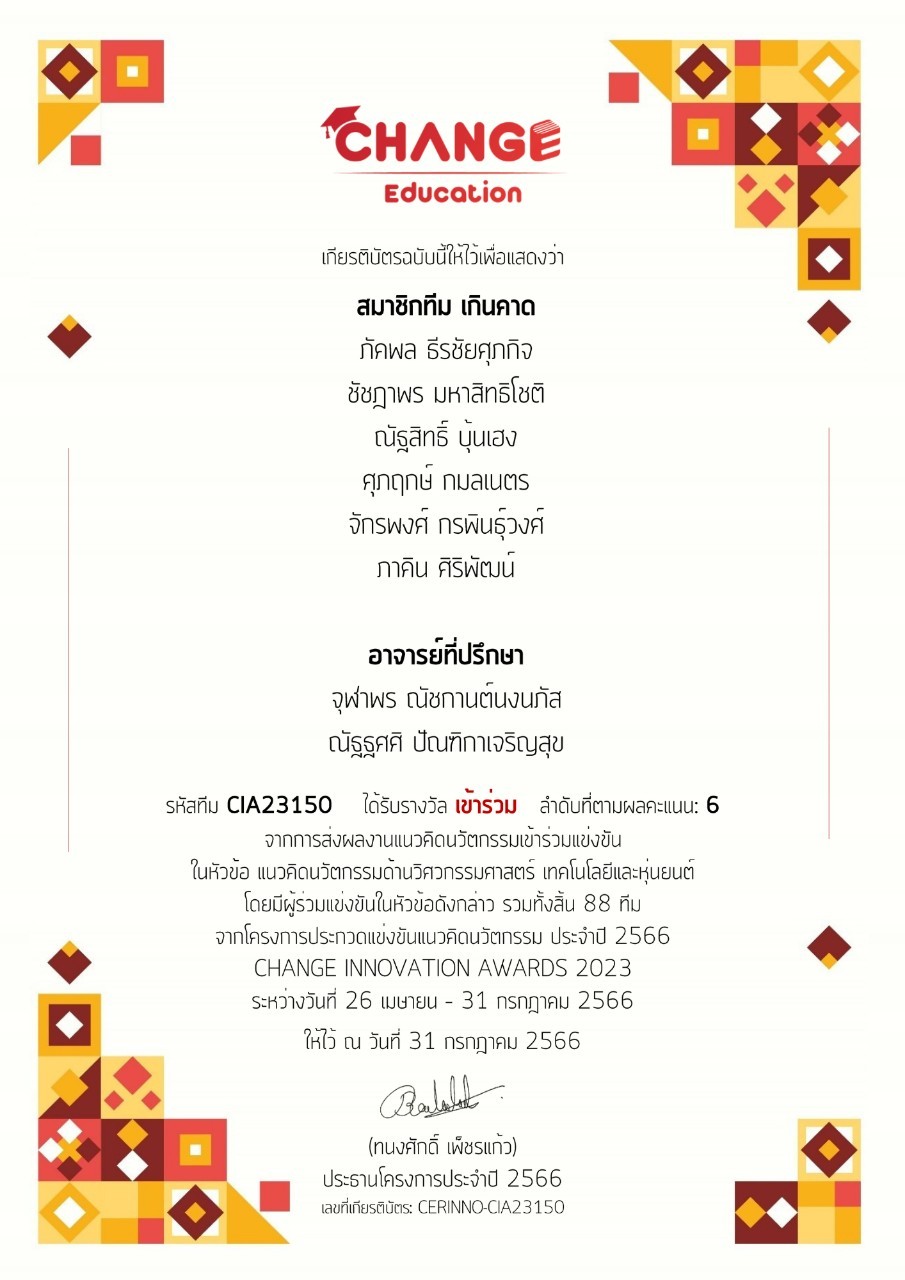 CHANGE
Education
เกียรติบัตรฉบับนี้ให้ไว้เพื่อแสดงว่า
สมาชิกทีม เกินคาด
ภัคพล ธีรชัยศุภกิจ
ชัชฎาพร มหาสิทธิโชติ
ณัฐสิทธิ์ บุ้นเฮง
ศุภฤกษ์ กมลเนตร
จักรพงศ์ กรพินธุ์วงศ์
ภาคิน ศิริพัฒน์
อาจารย์ที่ปรึกษา
จุฬาพร ณัชกานต์นงนภัส
ณัฐฐศศิ ปัณฑิกาเจริญสุข
รหัสทีม CIA23150 ได้รับรางวัล เข้าร่วม ลำดับที่ตามผลคะแนน: 6
จากการส่งผลงานแนวคิดนวัตกรรมเข้าร่วมแข่งขัน
ในหัวข้อ แนวคิดนวัตกรรมด้านวิศวกรรมศาสตร์ เทคโนโลยีและหุ่นยนต์
โดยมีผู้ร่วมแข่งขันในหัวข้อดังกล่าว รวมทั้งสิ้น 88 ทีม
จากโครงการประกวดแข่งขันแนวคิดนวัตกรรม ประจำปี 2566
CHANGE INNOVATION AWARDS 2023
ระหว่างวันที่ 26 เมษายน - 31 กรกฎาคม 2566
ให้ไว้ ณ วันที่ 31 กรกฎาคม 2566
(ทนงศักดิ์ เพ็ชรแก้ว)
ประธานโครงการประจำปี 2566
เลขที่เกียรติบัตร: CERINNO-CIA23150